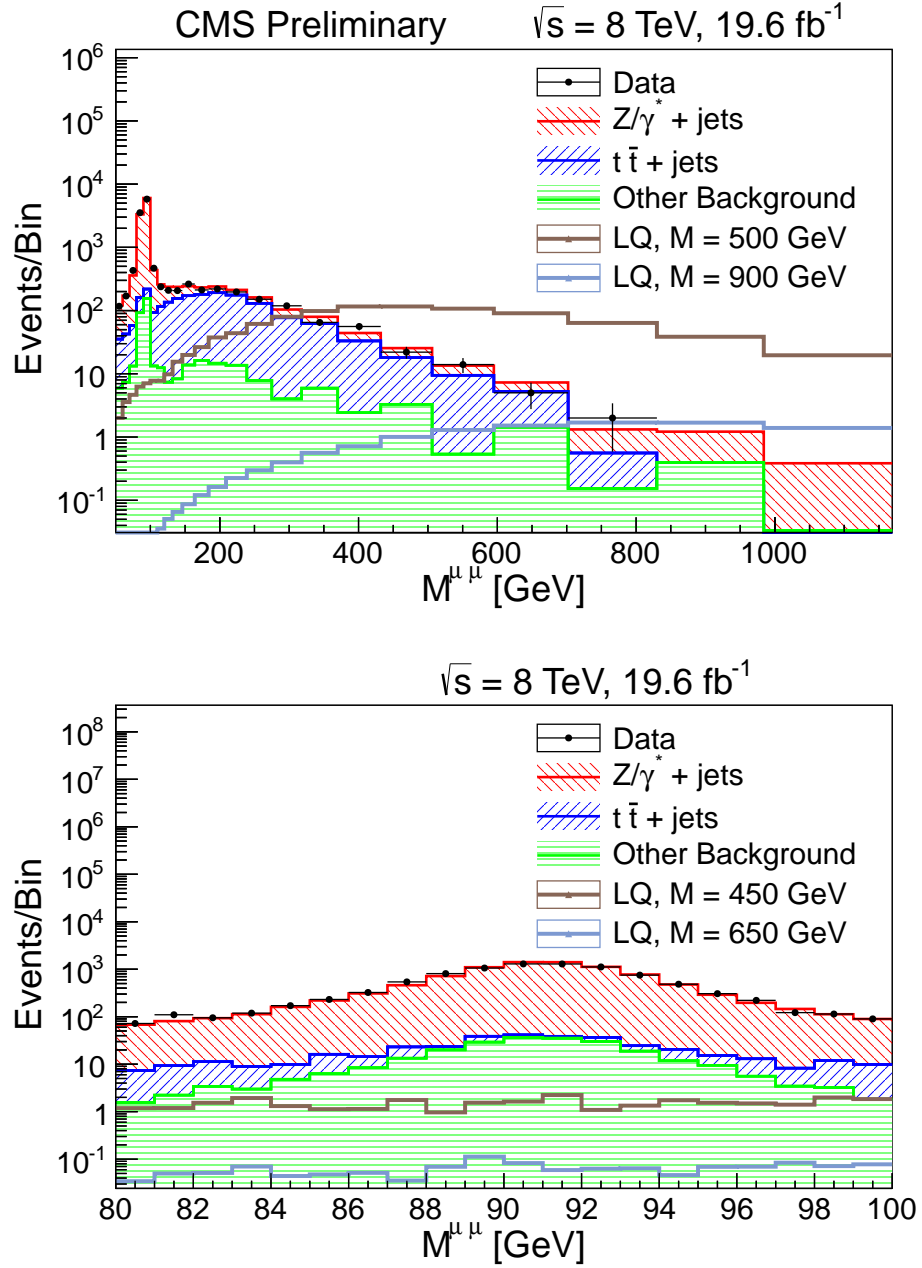 CMS Preliminary √s = 8 TeV, 19.6 fb⁻¹
10⁶
10⁵
10⁴
10³
10²
10
1
10⁻¹
Events/Bin
Data
Z/γ* + jets
t t̄ + jets
Other Background
LQ, M = 500 GeV
LQ, M = 900 GeV
200 400 600 800 1000
M^μμ [GeV]
√s = 8 TeV, 19.6 fb⁻¹
10⁸
10⁷
10⁶
10⁵
10⁴
10³
10²
10
1
10⁻¹
Events/Bin
Data
Z/γ* + jets
t t̄ + jets
Other Background
LQ, M = 450 GeV
LQ, M = 650 GeV
80 82 84 86 88 90 92 94 96 98 100
M^μμ [GeV]